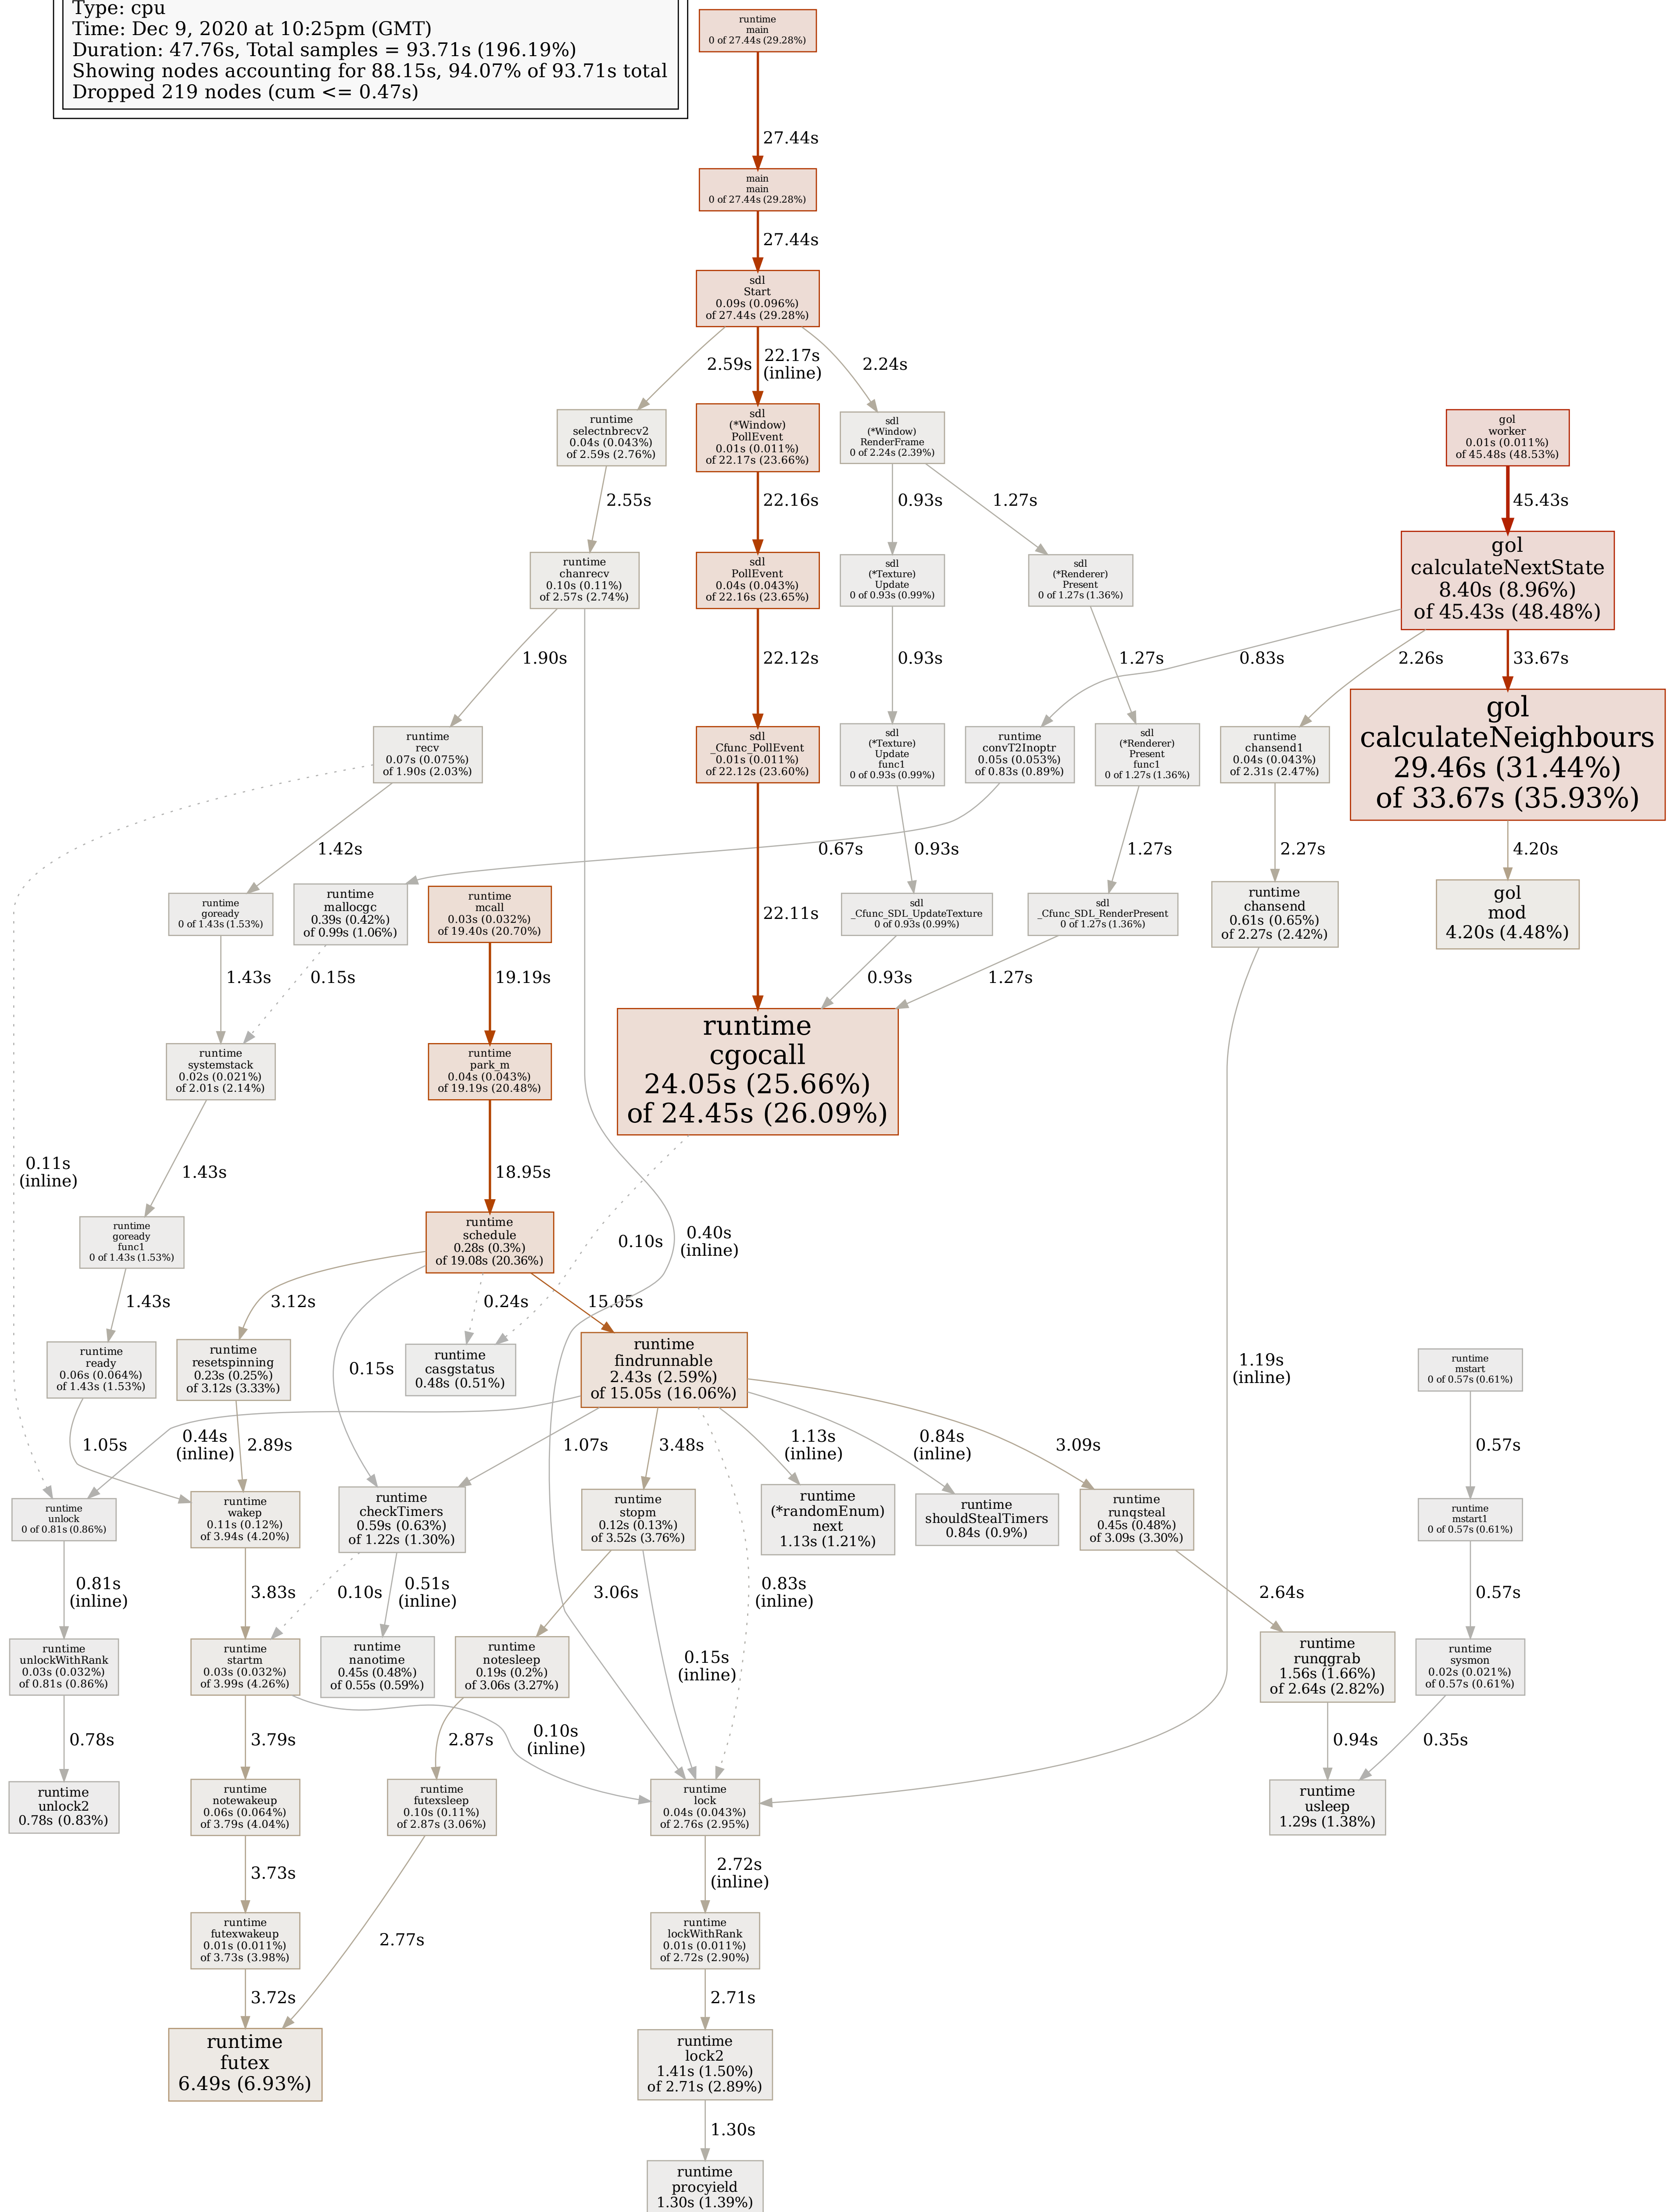 Type: cpu
Time: Dec 9, 2020 at 10:25pm (GMT)
Duration: 47.76s, Total samples = 93.71s (196.19%)
Showing nodes accounting for 88.15s, 94.07% of 93.71s total
Dropped 219 nodes (cum <= 0.47s)
runtime
main
0 of 27.44s (29.28%)
27.44s
main
main
0 of 27.44s (29.28%)
27.44s
sdl
Start
0.09s (0.096%)
of 27.44s (29.28%)
2.59s
22.17s
(inline)
2.24s
runtime
selectnbrecv2
0.04s (0.043%)
of 2.59s (2.76%)
sdl
(*Window)
PollEvent
0.01s (0.011%)
of 22.17s (23.66%)
sdl
(*Window)
RenderFrame
0 of 2.24s (2.39%)
gol
worker
0.01s (0.011%)
of 45.48s (48.53%)
2.55s
22.16s
0.93s
1.27s
45.43s
runtime
chanrecv
0.10s (0.11%)
of 2.57s (2.74%)
sdl
PollEvent
0.04s (0.043%)
of 22.16s (23.65%)
sdl
(*Texture)
Update
0 of 0.93s (0.99%)
sdl
(*Renderer)
Present
0 of 1.27s (1.36%)
gol
calculateNextState
8.40s (8.96%)
of 45.43s (48.48%)
1.90s
22.12s
0.93s
1.27s
0.83s
2.26s
33.67s
runtime
recv
0.07s (0.075%)
of 1.90s (2.03%)
sdl
_Cfunc_PollEvent
0.01s (0.011%)
of 22.12s (23.60%)
sdl
(*Texture)
Update
func1
0 of 0.93s (0.99%)
runtime
convT2Inoptr
0.05s (0.053%)
of 0.83s (0.89%)
sdl
(*Renderer)
Present
func1
0 of 1.27s (1.36%)
runtime
chansend1
0.04s (0.043%)
of 2.31s (2.47%)
gol
calculateNeighbours
29.46s (31.44%)
of 33.67s (35.93%)
1.42s
0.67s
0.93s
1.27s
2.27s
4.20s
runtime
goready
0 of 1.43s (1.53%)
runtime
mallocgc
0.39s (0.42%)
of 0.99s (1.06%)
runtime
mcall
0.03s (0.032%)
of 19.40s (20.70%)
22.11s
sdl
_Cfunc_SDL_UpdateTexture
0 of 0.93s (0.99%)
sdl
_Cfunc_SDL_RenderPresent
0 of 1.27s (1.36%)
runtime
chansend
0.61s (0.65%)
of 2.27s (2.42%)
gol
mod
4.20s (4.48%)
1.43s
0.15s
19.19s
0.93s
1.27s
runtime
systemstack
0.02s (0.021%)
of 2.01s (2.14%)
runtime
park_m
0.04s (0.043%)
of 19.19s (20.48%)
runtime
cgocall
24.05s (25.66%)
of 24.45s (26.09%)
0.11s
(inline)
1.43s
18.95s
runtime
goready
func1
0 of 1.43s (1.53%)
runtime
schedule
0.28s (0.3%)
of 19.08s (20.36%)
0.10s
0.40s
(inline)
1.43s
3.12s
0.24s
15.05s
runtime
ready
0.06s (0.064%)
of 1.43s (1.53%)
runtime
resetspinning
0.23s (0.25%)
of 3.12s (3.33%)
0.15s
runtime
casgstatus
0.48s (0.51%)
runtime
findrunnable
2.43s (2.59%)
of 15.05s (16.06%)
1.19s
(inline)
runtime
mstart
0 of 0.57s (0.61%)
1.05s
0.44s
(inline)
2.89s
1.07s
3.48s
1.13s
(inline)
0.84s
(inline)
3.09s
0.57s
runtime
unlock
0 of 0.81s (0.86%)
runtime
wakep
0.11s (0.12%)
of 3.94s (4.20%)
runtime
checkTimers
0.59s (0.63%)
of 1.22s (1.30%)
runtime
stopm
0.12s (0.13%)
of 3.52s (3.76%)
runtime
(*randomEnum)
next
1.13s (1.21%)
runtime
shouldStealTimers
0.84s (0.9%)
runtime
runqsteal
0.45s (0.48%)
of 3.09s (3.30%)
runtime
mstart1
0 of 0.57s (0.61%)
0.81s
(inline)
3.83s
0.10s
0.51s
(inline)
3.06s
0.83s
(inline)
2.64s
0.57s
runtime
unlockWithRank
0.03s (0.032%)
of 0.81s (0.86%)
runtime
startm
0.03s (0.032%)
of 3.99s (4.26%)
runtime
nanotime
0.45s (0.48%)
of 0.55s (0.59%)
runtime
notesleep
0.19s (0.2%)
of 3.06s (3.27%)
0.15s
(inline)
runtime
runqgrab
1.56s (1.66%)
of 2.64s (2.82%)
runtime
sysmon
0.02s (0.021%)
of 0.57s (0.61%)
0.78s
3.79s
2.87s
0.10s
(inline)
0.94s
0.35s
runtime
unlock2
0.78s (0.83%)
runtime
notewakeup
0.06s (0.064%)
of 3.79s (4.04%)
runtime
futexsleep
0.10s (0.11%)
of 2.87s (3.06%)
runtime
lock
0.04s (0.043%)
of 2.76s (2.95%)
runtime
usleep
1.29s (1.38%)
3.73s
2.72s
(inline)
runtime
futexwakeup
0.01s (0.011%)
of 3.73s (3.98%)
2.77s
runtime
lockWithRank
0.01s (0.011%)
of 2.72s (2.90%)
3.72s
2.71s
runtime
futex
6.49s (6.93%)
runtime
lock2
1.41s (1.50%)
of 2.71s (2.89%)
1.30s
runtime
procyield
1.30s (1.39%)